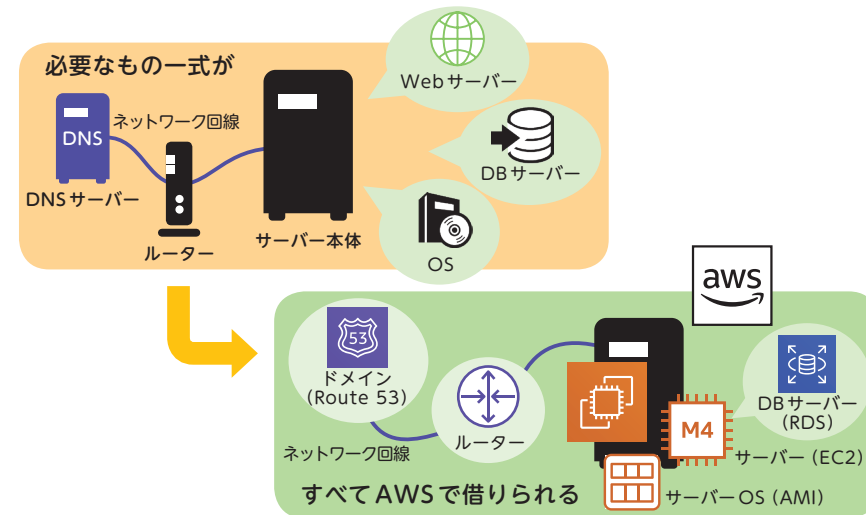 必要なもの一式が
Webサーバー
DNS
ネットワーク回線
DBサーバー
DNSサーバー
ルーター
サーバー本体
OS
aws
53
ドメイン
(Route 53)
ルーター
ネットワーク回線
M4
DBサーバー
(RDS)
サーバー(EC2)
サーバーOS(AMI)
すべてAWSで借りられる